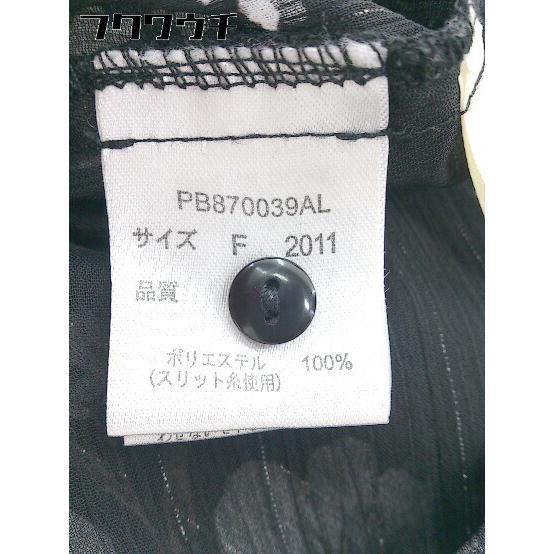 フクウウチ
PB870039AL
サイズ F 2011
品質
ポリエステル 100%
(スリット糸使用)